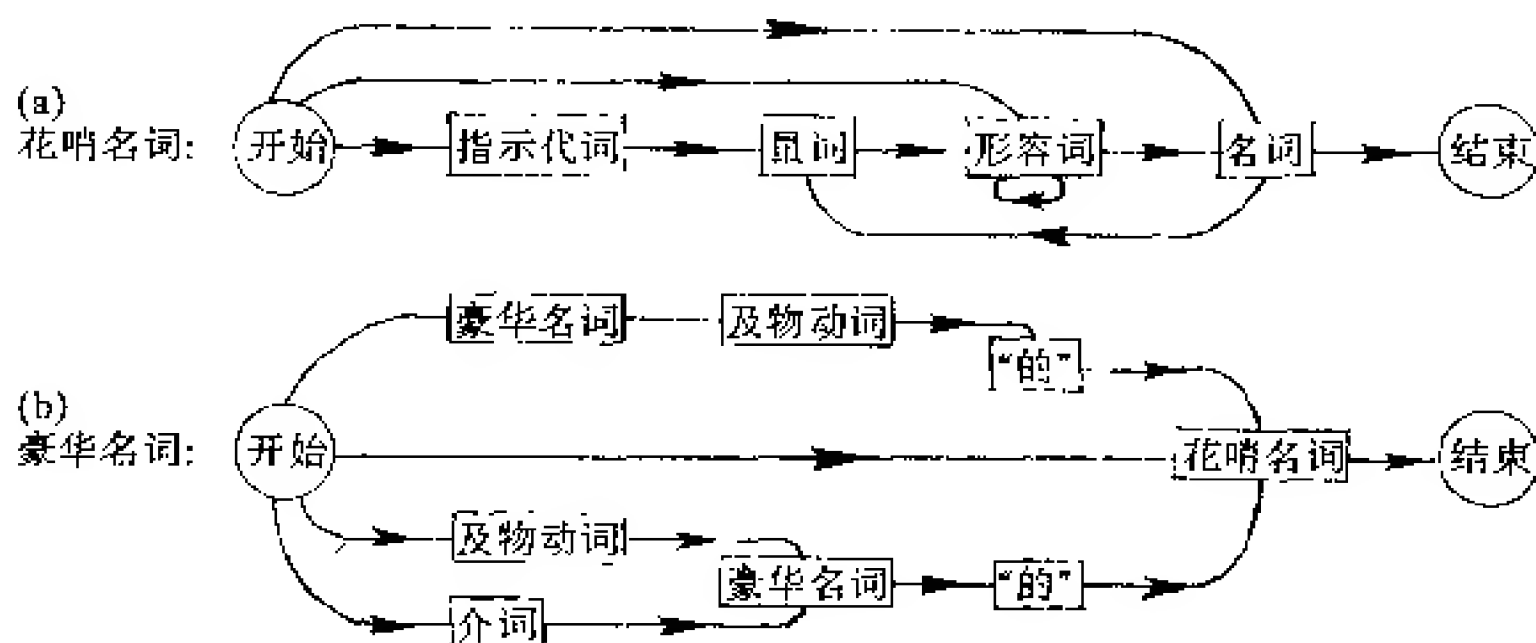 (a)
花哨名词: 开始 指示代词 量词 形容词 名词 结束
豪华名词 及物动词
“的”
(b)
豪华名词: 开始 花哨名词 结束
及物动词
豪华名词 “的”
介词